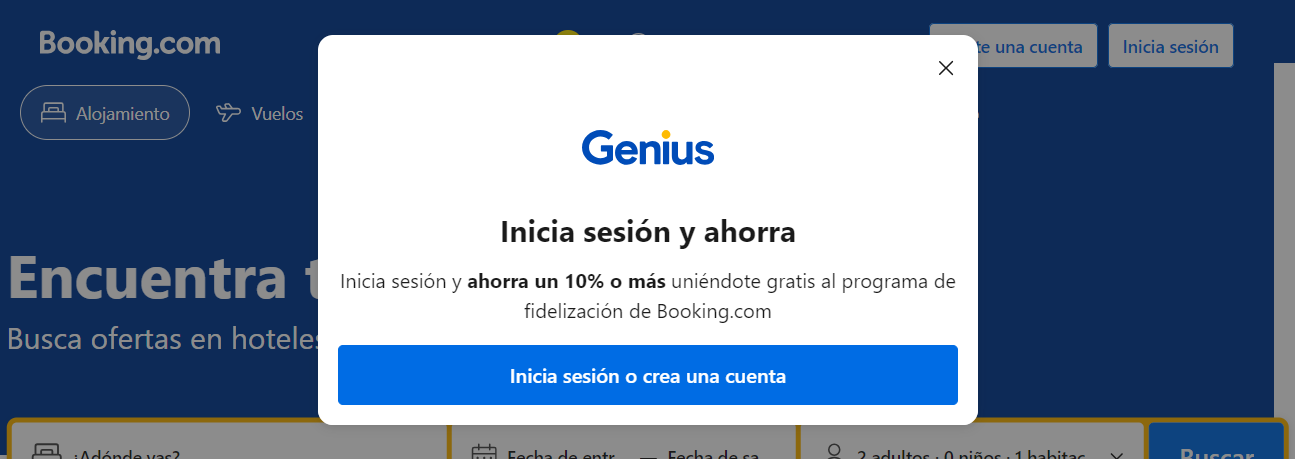 Booking.com
te una cuenta
Inicia sesión
Alojamiento
Vuelos
Genius
Inicia sesión y ahorra
Inicia sesión y ahorra un 10% o más uniéndote gratis al programa de
fidelización de Booking.com
Inicia sesión o crea una cuenta
Encuentra t
Busca ofertas en hoteles
¿Adónde vas?
Fecha de entr — Fecha de sa
2 adultos · 0 niños · 1 habitac
Buscar